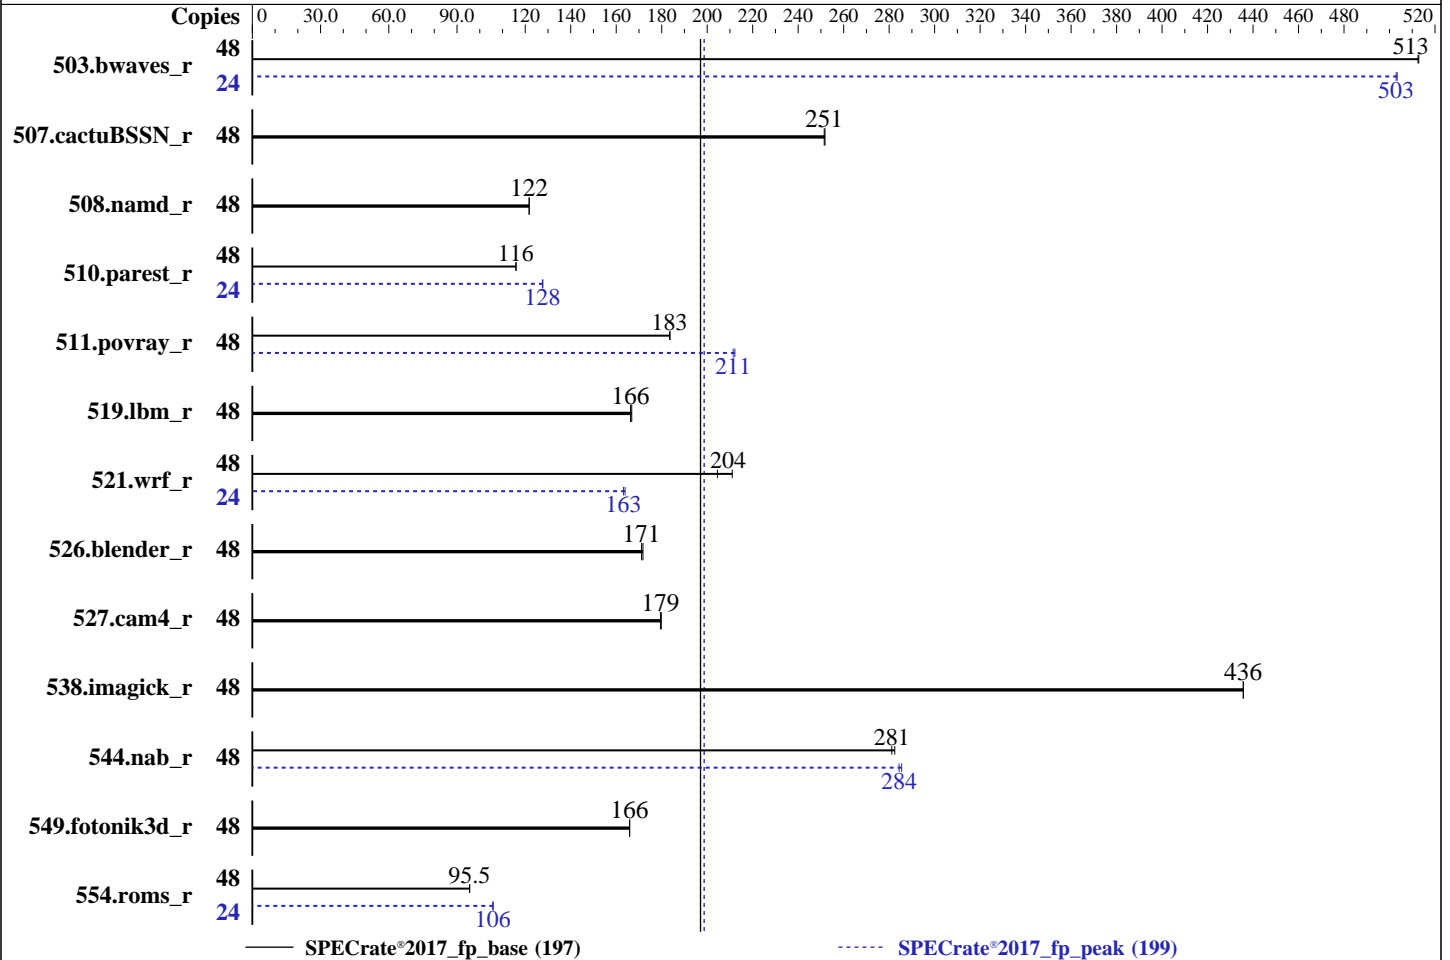 Copies 0 30.0 60.0 90.0 120 140 160 180 200 220 240 260 280 300 320 340 360 380 400 420 440 460 480 520
503.bwaves_r 48 513
24 503
507.cactuBSSN_r 48 251
508.namd_r 48 122
510.parest_r 48 116
24 128
511.povray_r 48 183
211
519.lbm_r 48 166
521.wrf_r 48 204
24 163
526.blender_r 48 171
527.cam4_r 48 179
538.imagick_r 48 436
544.nab_r 48 281
284
549.fotonik3d_r 48 166
554.roms_r 48 95.5
24 106
SPECrate®2017_fp_base (197) SPECrate®2017_fp_peak (199)